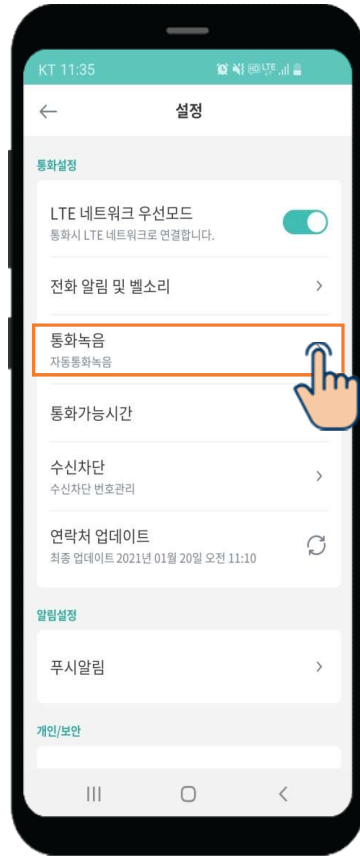 KT 11:35 HD LTE
설정
통화설정
LTE 네트워크 우선모드
통화시 LTE 네트워크로 연결합니다.
전화 알림 및 벨소리
통화녹음
자동통화녹음
통화가능시간
수신차단
수신차단 번호관리
연락처 업데이트
최종 업데이트 2021년 01월 20일 오전 11:10
알림설정
푸시알림
개인/보안